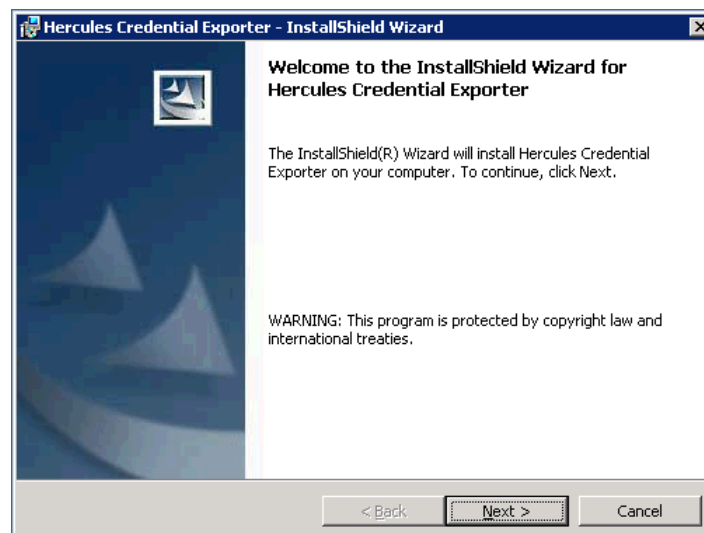 Hercules Credential Exporter - InstallShield Wizard
Welcome to the InstallShield Wizard for
Hercules Credential Exporter
The InstallShield(R) Wizard will install Hercules Credential
Exporter on your computer. To continue, click Next.
WARNING: This program is protected by copyright law and
international treaties.
< Back Next > Cancel